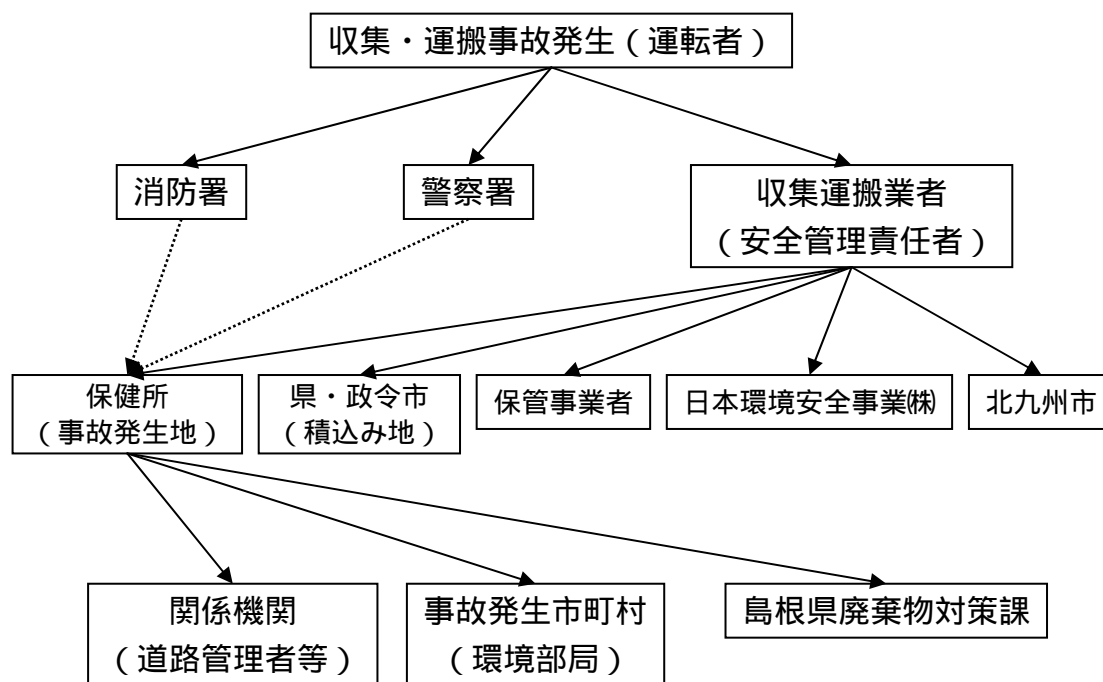 収集・運搬事故発生（運転者）
消防署
警察署
収集運搬業者
（安全管理責任者）
保健所
（事故発生地）
県・政令市
（積込み地）
保管事業者
日本環境安全事業㈱
北九州市
関係機関
（道路管理者等）
事故発生市町村
（環境部局）
島根県廃棄物対策課